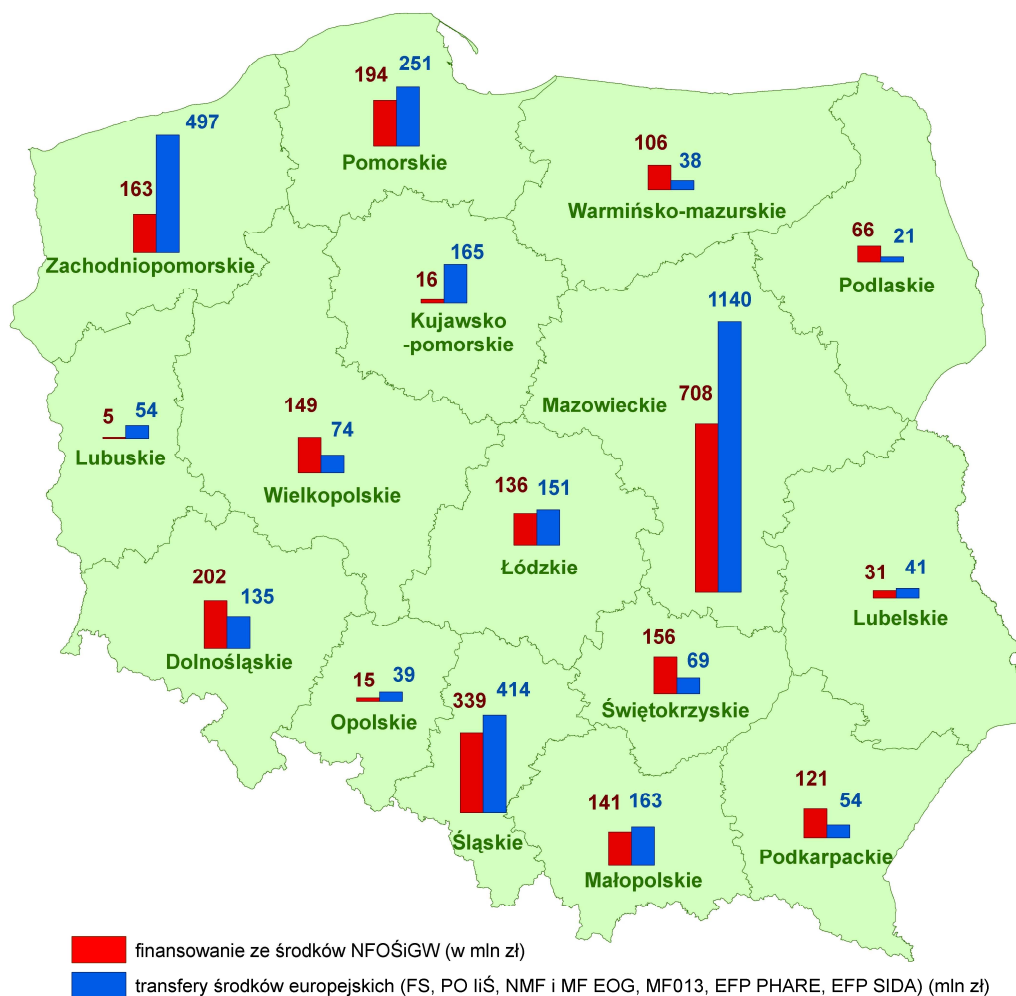 194 251
Pomorskie
163 497
Zachodniopomorskie
106 38
Warmińsko-mazurskie
66 21
Podlaskie
16 165
Kujawsko
-pomorskie
708 1140
Mazowieckie
5 54
Lubuskie
149 74
Wielkopolskie
136 151
Łódzkie
31 41
Lubelskie
202 135
Dolnośląskie
15 39
Opolskie
339 414
Śląskie
156 69
Świętokrzyskie
141 163
Małopolskie
121 54
Podkarpackie
finansowanie ze środków NFOŚiGW (w mln zł)
transfery środków europejskich (FS, PO IiŚ, NMF i MF EOG, MF013, EFP PHARE, EFP SIDA) (mln zł)